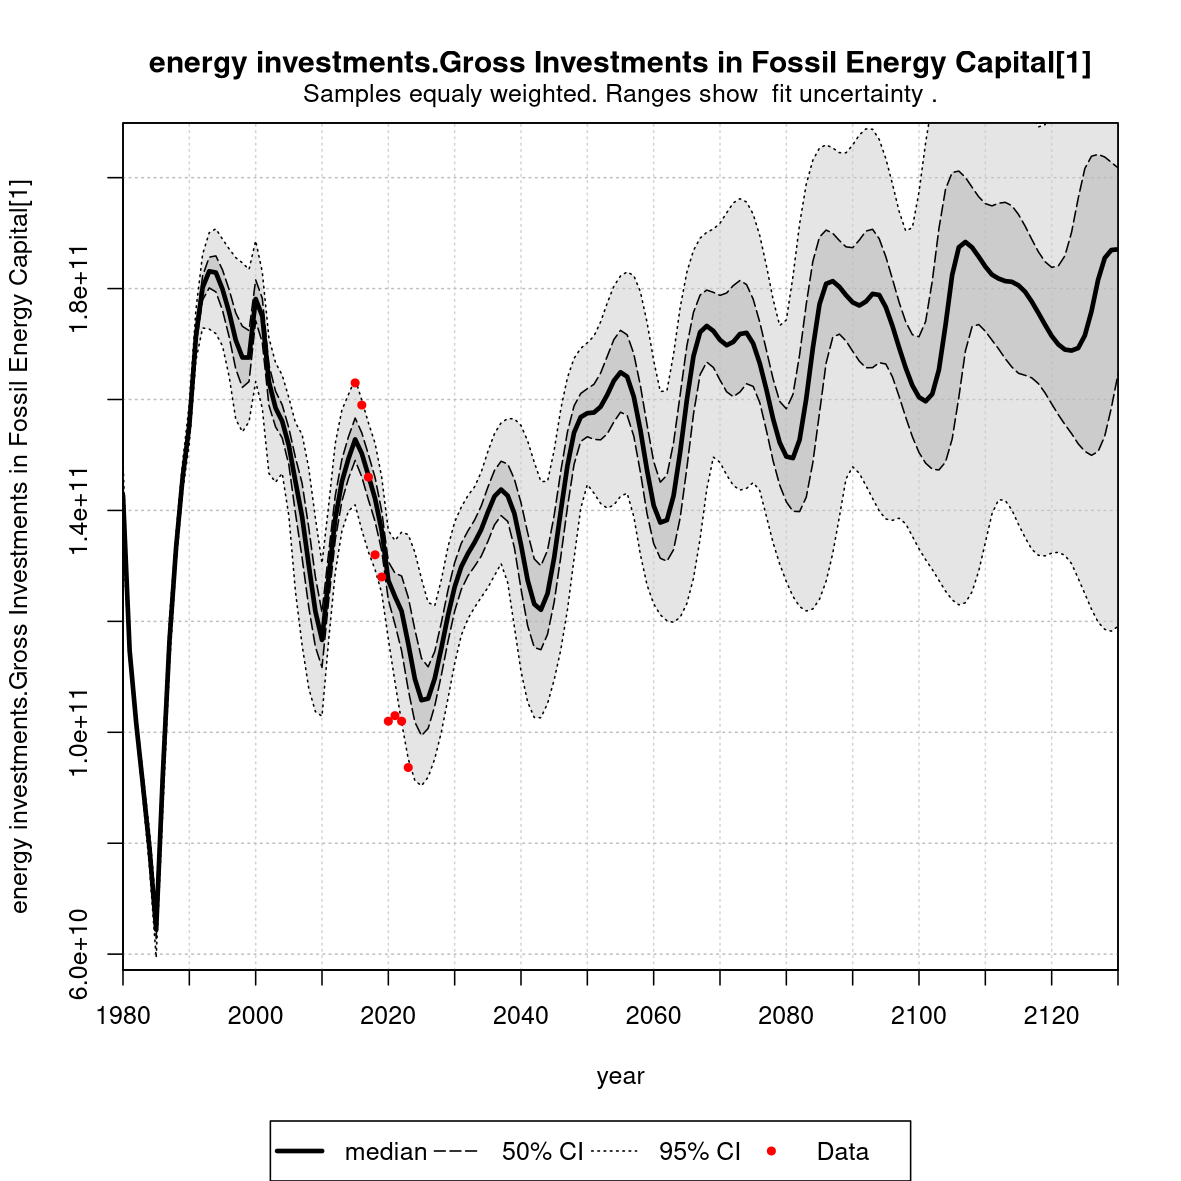 energy investments.Gross Investments in Fossil Energy Capital[1]
Samples equaly weighted. Ranges show  fit uncertainty .
energy investments.Gross Investments in Fossil Energy Capital[1]
1.8e+11
1.4e+11
1.0e+11
6.0e+10
1980 2000 2020 2040 2060 2080 2100 2120
year
median 50% CI 95% CI Data